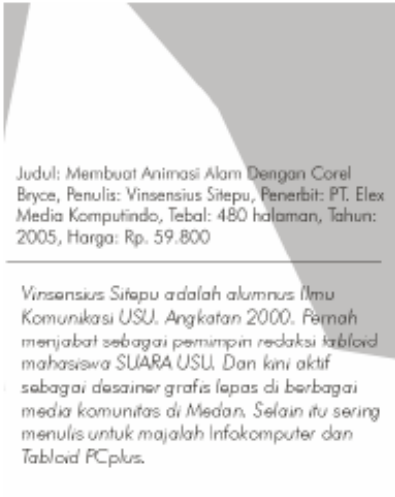 Judul: Membuat Animasi Alam Dengan Corel
Bryce, Penulis: Vinsensius Sitepu, Penerbit: PT. Elex
Media Komputindo, Tebal: 480 halaman, Tahun:
2005, Harga: Rp. 59.800
Vinsensius Sitepu adalah alumnus Ilmu
Komunikasi USU. Angkatan 2000. Pernah
menjabat sebagai pemimpin redaksi tabloid
mahasiswa SUARA USU. Dan kini aktif
sebagai desainer grafis lepas di berbagai
media komunitas di Medan. Selain itu sering
menulis untuk majalah Infokomputer dan
Tabloid PCplus.